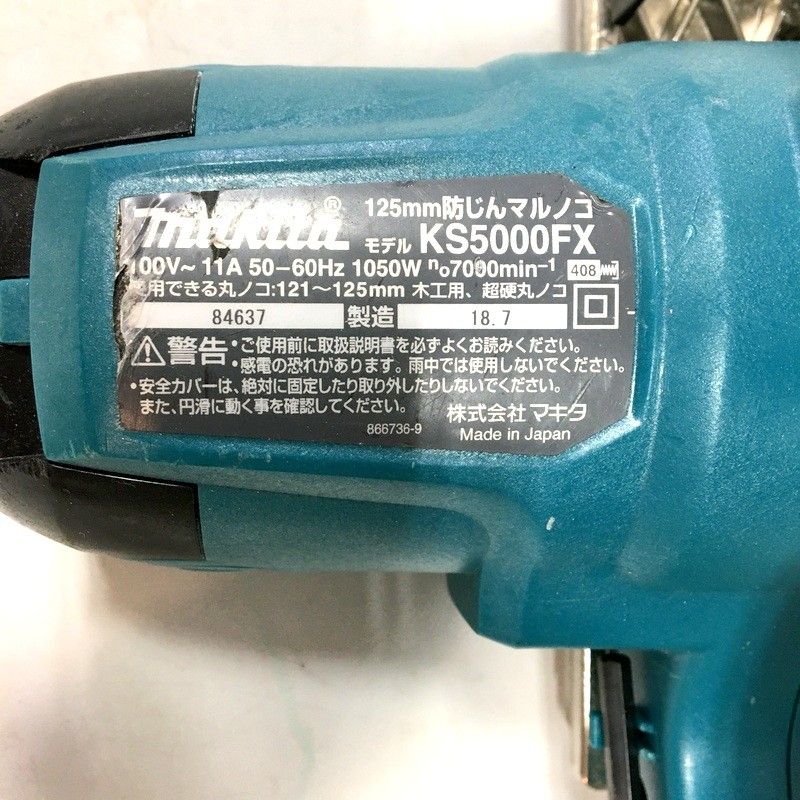 makita®
125mm防じんマルノコ
モデル KS5000FX
100V~ 11A 50-60Hz 1050W n₀7000min⁻¹ 408
用できる丸ノコ:121~125mm 木工用、超硬丸ノコ
84637 製造 18.7
⚠警告 ・ご使用前に取扱説明書を必ずよくお読みください。
・感電の恐れがあります。雨中では使用しないでください。
・安全カバーは、絶対に固定したり取り外したりしないでください。
また、円滑に動く事を確認してください。
株式会社マキタ
866736-9
Made in Japan